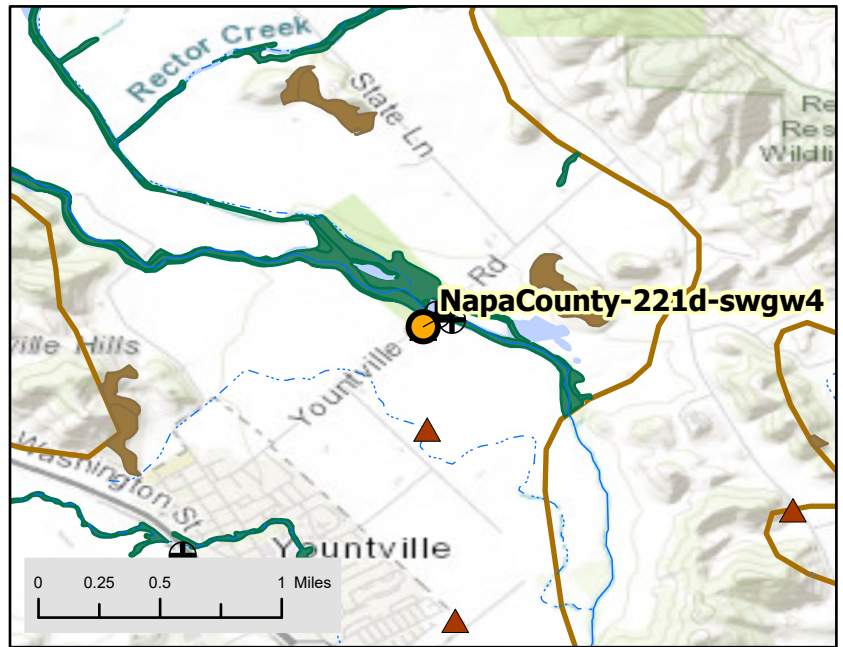 Rector Creek
State Ln
Re
Res
Wildli
Rd
NapaCounty-221d-swgw4
Yountville
ville Hills
Washington St
Yountville
0 0.25 0.5 1 Miles